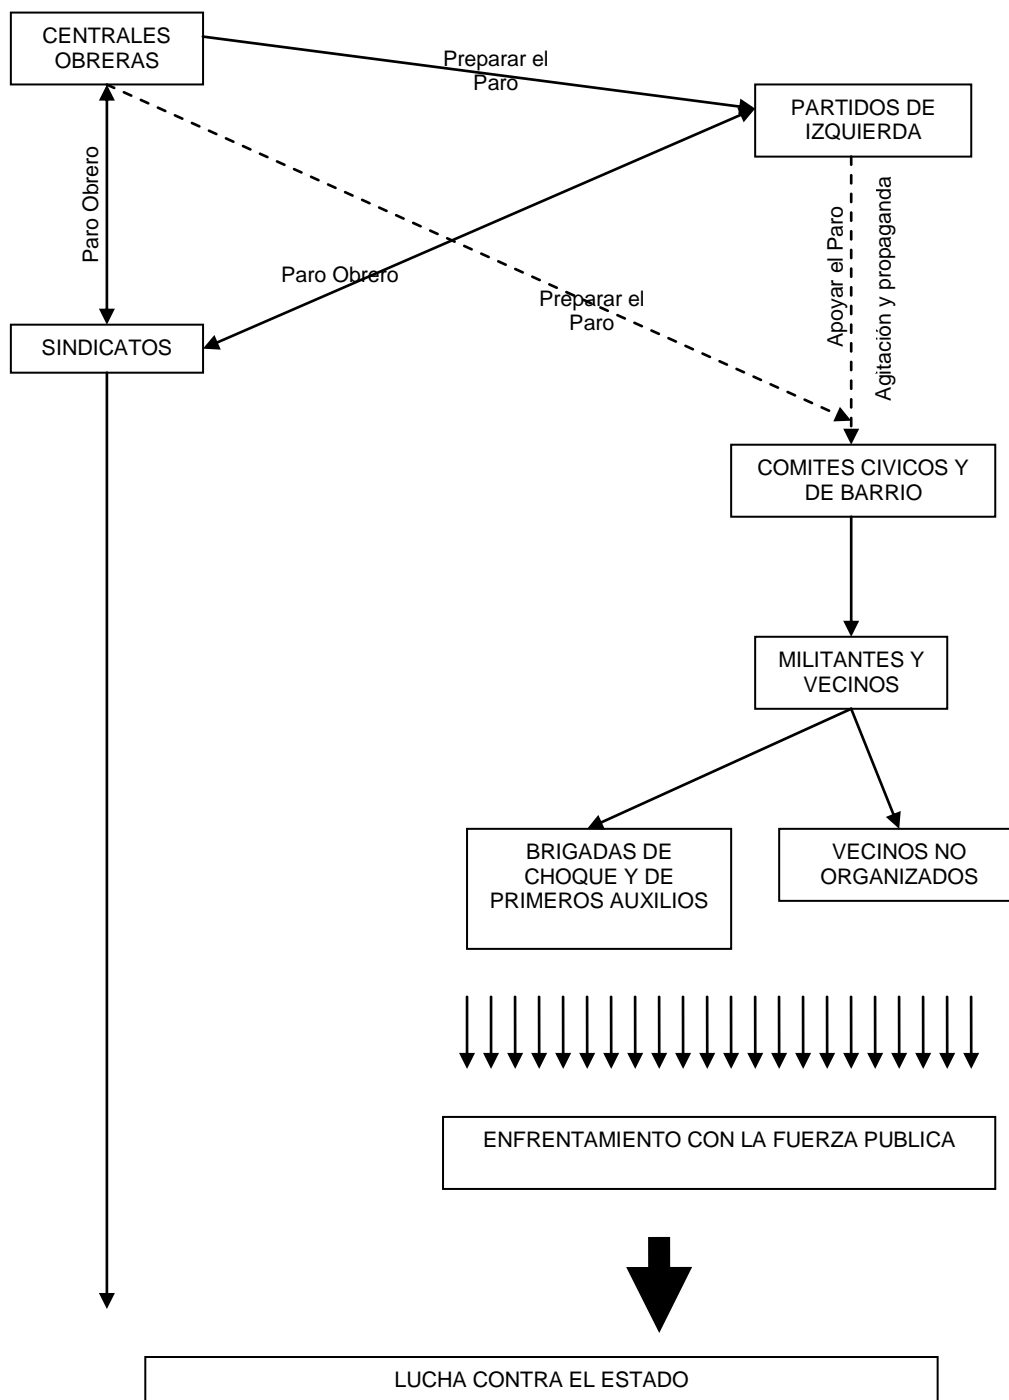 CENTRALES
OBRERAS
Preparar el
Paro
PARTIDOS DE
IZQUIERDA
Paro Obrero
Apoyar el Paro
Agitación y propaganda
Paro Obrero
Preparar el
Paro
SINDICATOS
COMITES CIVICOS Y
DE BARRIO
MILITANTES Y
VECINOS
BRIGADAS DE
CHOQUE Y DE
PRIMEROS AUXILIOS
VECINOS NO
ORGANIZADOS
ENFRENTAMIENTO CON LA FUERZA PUBLICA
LUCHA CONTRA EL ESTADO